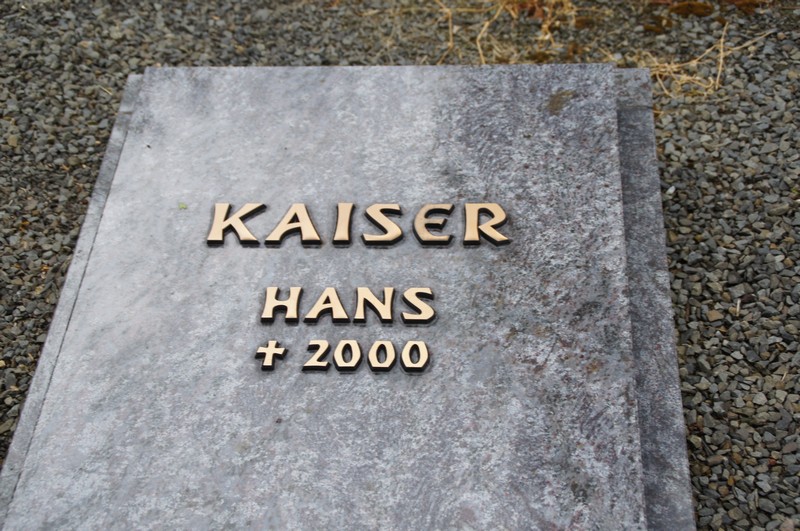 KAISER
HANS
✝ 2000